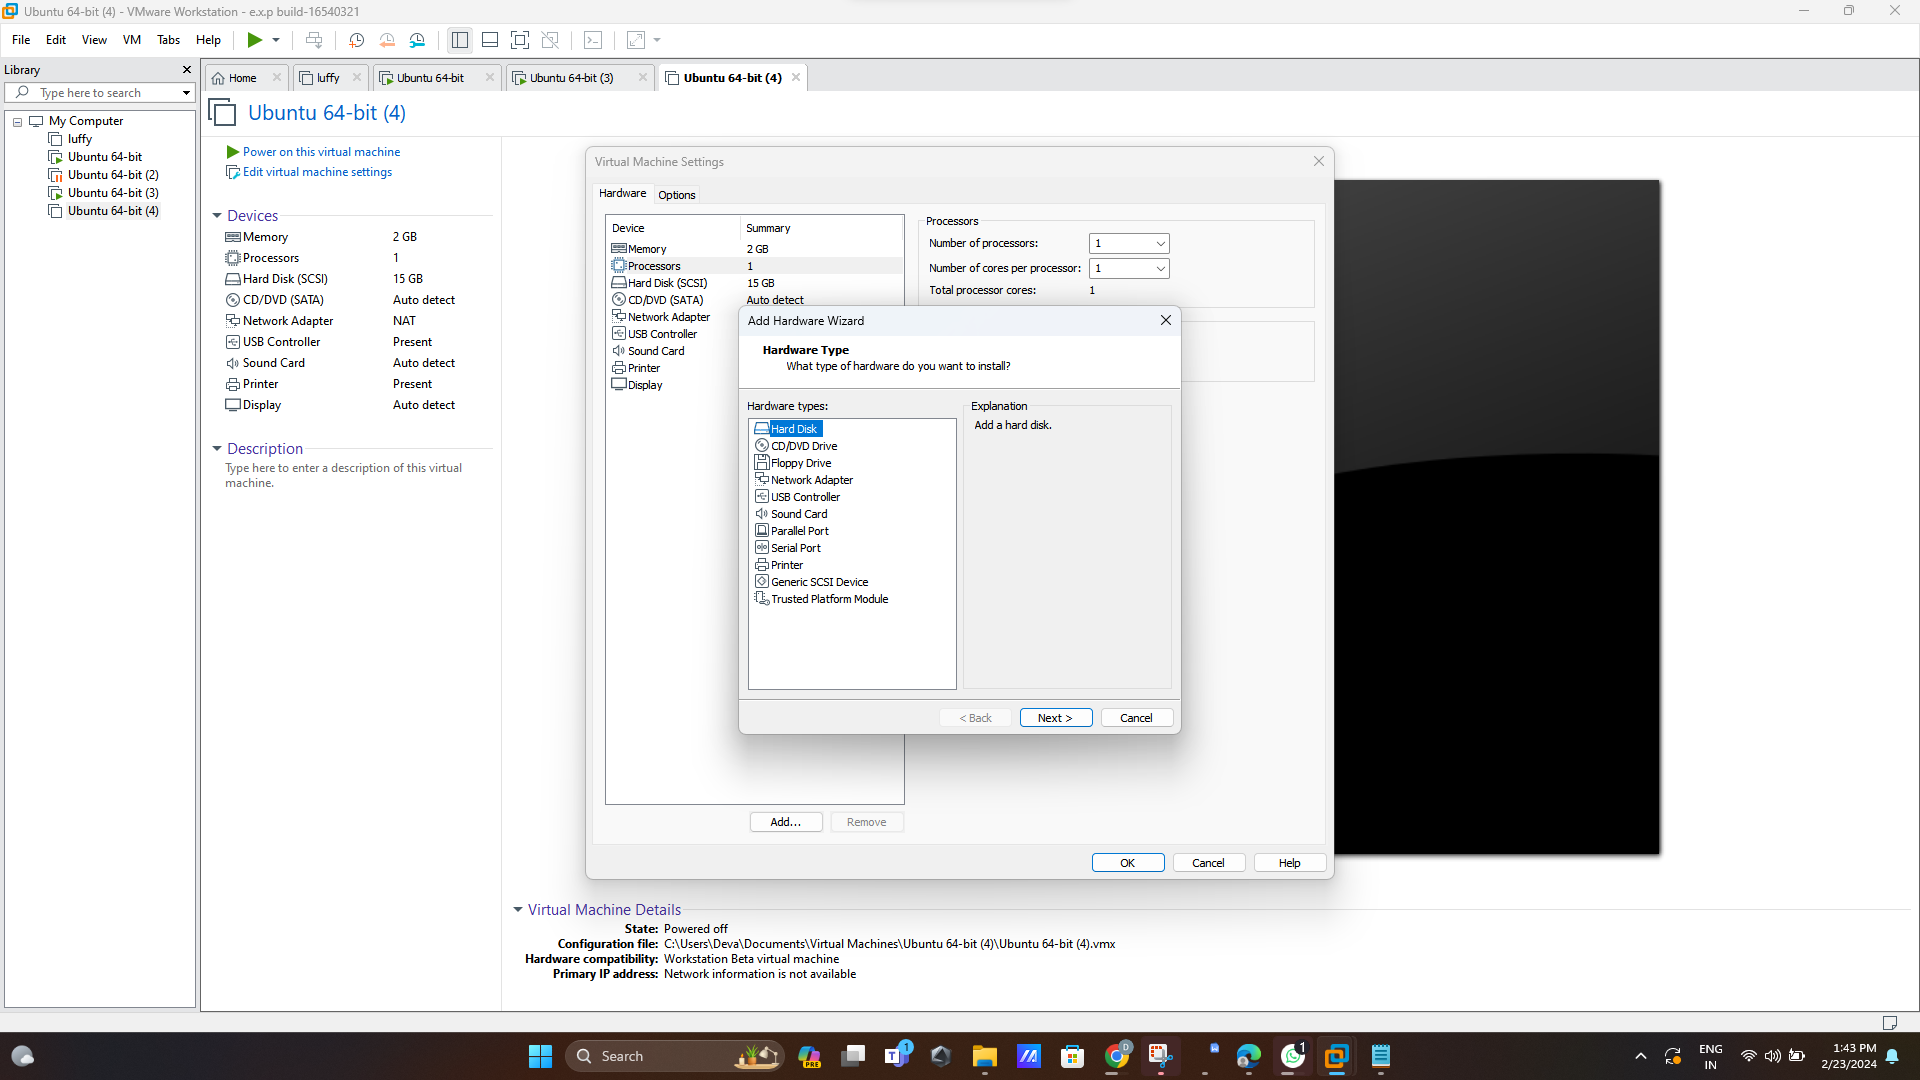 Ubuntu 64-bit (4) - VMware Workstation - e.x.p build-16540321
File Edit View VM Tabs Help
Library
Type here to search
My Computer
luffy
Ubuntu 64-bit
Ubuntu 64-bit (2)
Ubuntu 64-bit (3)
Ubuntu 64-bit (4)
Home luffy Ubuntu 64-bit Ubuntu 64-bit (3) Ubuntu 64-bit (4)
Ubuntu 64-bit (4)
Power on this virtual machine
Edit virtual machine settings
Devices
Memory 2 GB
Processors 1
Hard Disk (SCSI) 15 GB
CD/DVD (SATA) Auto detect
Network Adapter NAT
USB Controller Present
Sound Card Auto detect
Printer Present
Display Auto detect
Description
Type here to enter a description of this virtual
machine.
Virtual Machine Settings
Hardware Options
Device Summary
Memory 2 GB
Processors 1
Hard Disk (SCSI) 15 GB
CD/DVD (SATA) Auto detect
Network Adapter
USB Controller
Sound Card
Printer
Display
Processors
Number of processors: 1
Number of cores per processor: 1
Total processor cores: 1
Add Hardware Wizard
Hardware Type
What type of hardware do you want to install?
Hardware types:
Hard Disk
CD/DVD Drive
Floppy Drive
Network Adapter
USB Controller
Sound Card
Parallel Port
Serial Port
Printer
Generic SCSI Device
Trusted Platform Module
Explanation
Add a hard disk.
< Back Next > Cancel
Add... Remove
OK Cancel Help
Virtual Machine Details
State: Powered off
Configuration file: C:\Users\Deva\Documents\Virtual Machines\Ubuntu 64-bit (4)\Ubuntu 64-bit (4).vmx
Hardware compatibility: Workstation Beta virtual machine
Primary IP address: Network information is not available
Search
PRE
T
1
D
1
ENG
IN
1:43 PM
2/23/2024